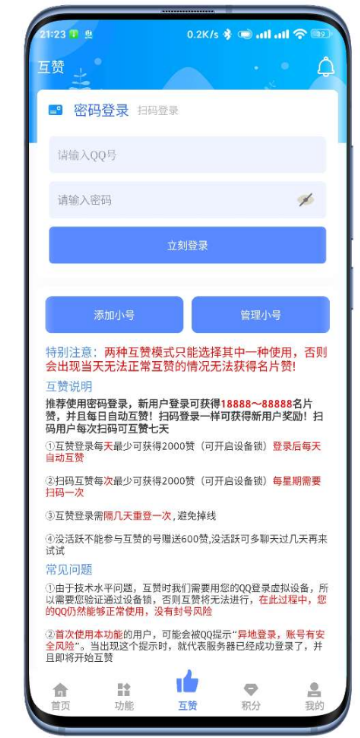 21:23
0.2K/s
互赞
密码登录 扫码登录
请输入QQ号
请输入密码
立刻登录
添加小号 管理小号
特别注意：两种互赞模式只能选择其中一种使用，否则
会出现当天无法正常互赞的情况无法获得名片赞!
互赞说明
推荐使用密码登录，新用户登录可获得18888～88888名片
赞，并且每日自动互赞！扫码登录一样可获得新用户奖励！扫
码用户每次扫码可互赞七天
①互赞登录每天最少可获得2000赞（可开启设备锁）登录后每天
自动互赞
②扫码互赞每次最少可获得2000赞（可开启设备锁）每星期需要
扫码一次
③互赞登录需隔几天重登一次,避免掉线
④没活跃不能参与互赞的号赠送600赞,没活跃可多聊天过几天再来
试试
常见问题
①由于技术水平问题，互赞时我们需要用您的QQ登录虚拟设备，所
以需要您验证通过设备锁，否则互赞将无法进行，在此过程中，您
的QQ仍然能够正常使用，没有封号风险
②首次使用本功能的用户，可能会被QQ提示“异地登录，账号有安
全风险”。当出现这个提示时，就代表服务器已经成功登录了，并
且即将开始互赞
首页 功能 互赞 积分 我的